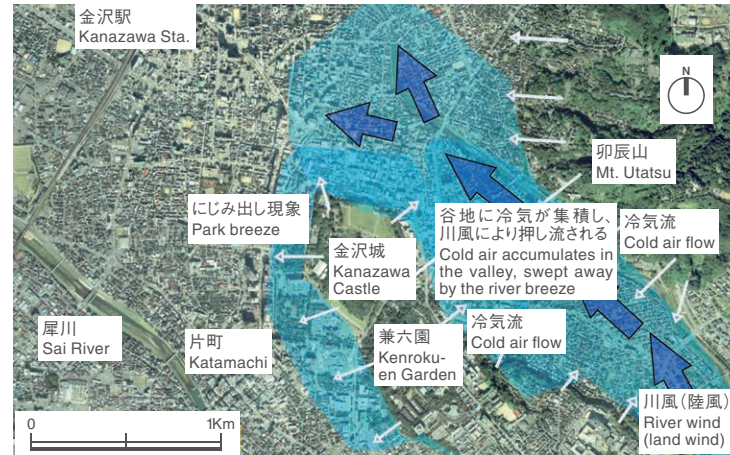 金沢駅
Kanazawa Sta.
N
卯辰山
Mt. Utatsu
にじみ出し現象
Park breeze
金沢城
Kanazawa
Castle
谷地に冷気が集積し、
川風により押し流される
Cold air accumulates in
the valley, swept away
by the river breeze
冷気流
Cold air flow
犀川
Sai River
片町
Katamachi
兼六園
Kenroku-
en Garden
冷気流
Cold air flow
川風(陸風)
River wind
(land wind)
0 1Km